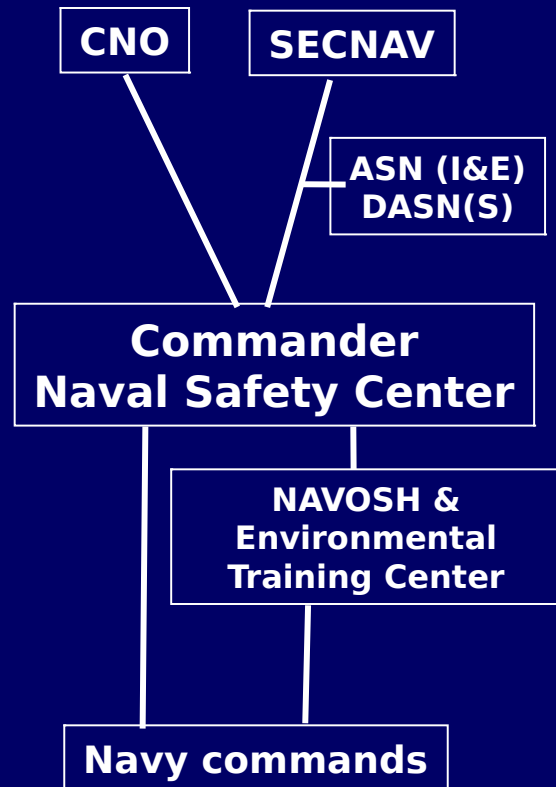 CNO
SECNAV
ASN (I&E)
DASN(S)
Commander
Naval Safety Center
NAVOSH &
Environmental
Training Center
Navy commands